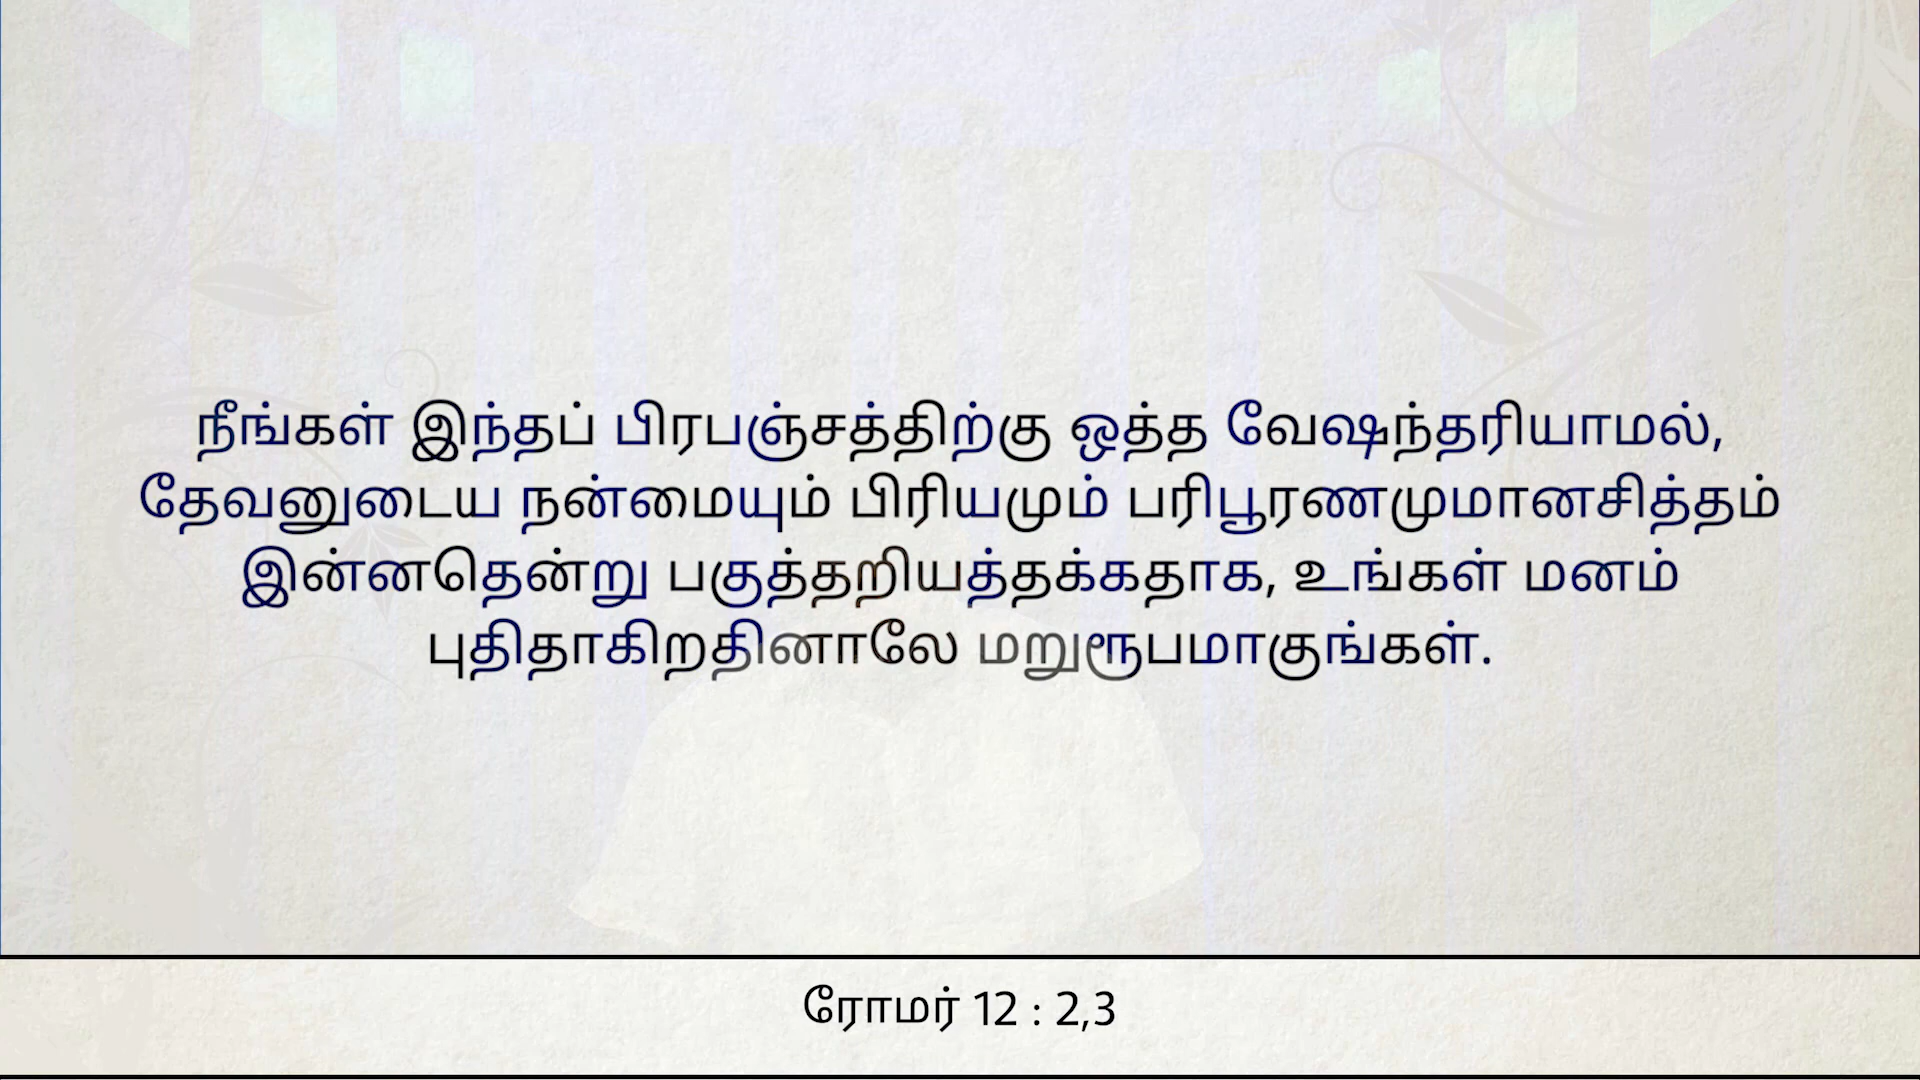 நீங்கள் இந்தப் பிரபஞ்சத்திற்கு ஒத்த வேஷந்தரியாமல்,
தேவனுடைய நன்மையும் பிரியமும் பரிபூரணமுமானசித்தம்
இன்னதென்று பகுத்தறியத்தக்கதாக, உங்கள் மனம்
புதிதாகிறதினாலே மறுரூபமாகுங்கள்.
ரோமர் 12 : 2,3